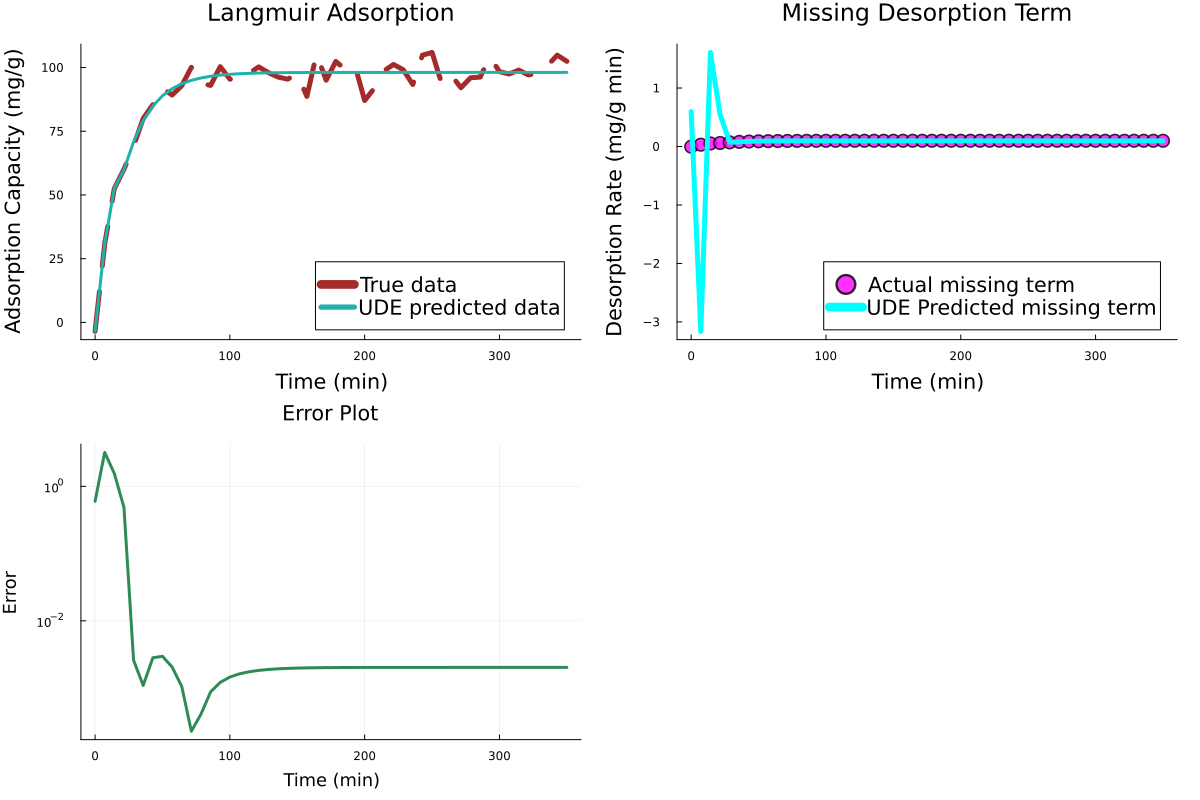 Langmuir Adsorption
Adsorption Capacity (mg/g)
100
75
50
25
0
True data
UDE predicted data
0 100 200 300
Time (min)
Missing Desorption Term
Desorption Rate (mg/g min)
1
0
−1
−2
−3
Actual missing term
UDE Predicted missing term
0 100 200 300
Time (min)
Error Plot
Error
10⁰
10⁻²
0 100 200 300
Time (min)